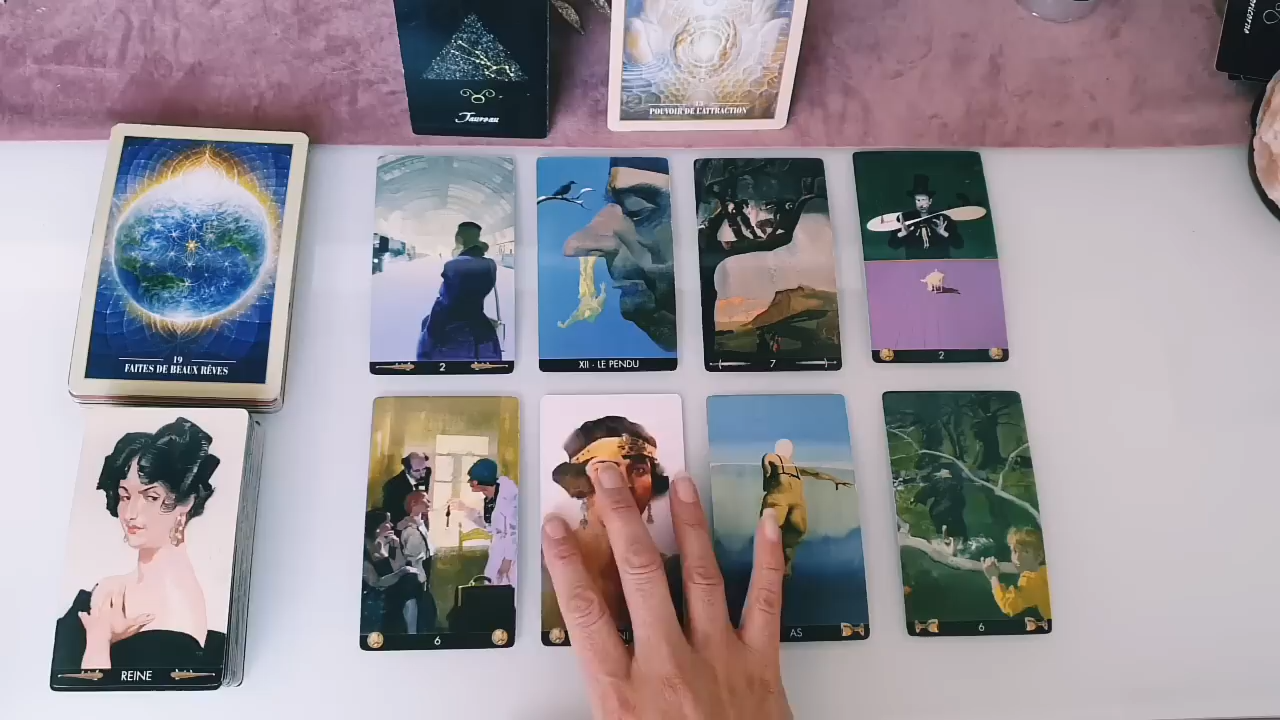 Taureau
13
POUVOIR DE L'ATTRACTION
19
FAITES DE BEAUX RÊVES
2
XII - LE PENDU
7
2
REINE
6
AS
6